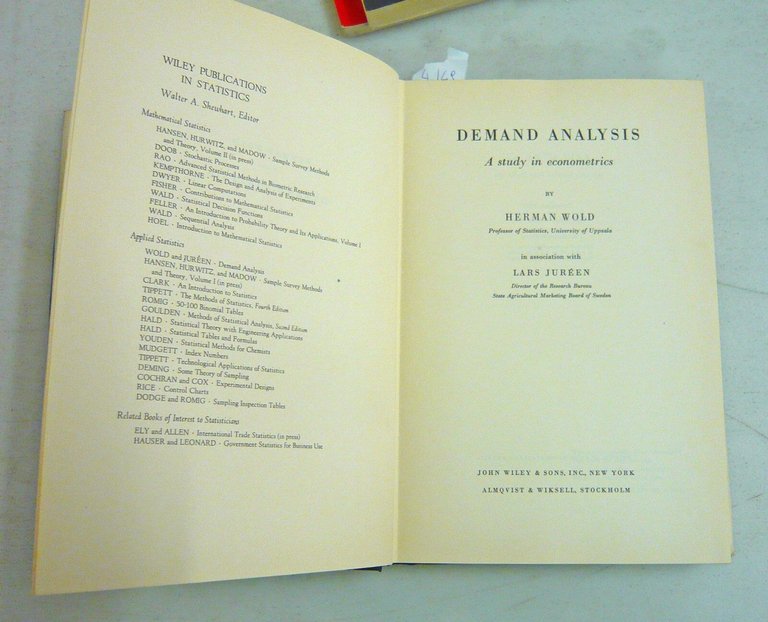 WILEY PUBLICATIONS
IN STATISTICS
Walter A. Shewhart, Editor
Mathematical Statistics
HANSEN, HURWITZ, and MADOW · Sample Survey Methods
and Theory, Volume II (in press)
DOOB · Stochastic Processes
RAO · Advanced Statistical Methods in Biometric Research
KEMPTHORNE · The Design and Analysis of Experiments
DWYER · Linear Computations
FISHER · Contributions to Mathematical Statistics
WALD · Statistical Decision Functions
FELLER · An Introduction to Probability Theory and Its Applications, Volume I
WALD · Sequential Analysis
HOEL · Introduction to Mathematical Statistics
Applied Statistics
WOLD and JURÉEN · Demand Analysis
HANSEN, HURWITZ, and MADOW · Sample Survey Methods
and Theory, Volume I (in press)
CLARK · An Introduction to Statistics
TIPPETT · The Methods of Statistics, Fourth Edition
ROMIG · 50-100 Binomial Tables
GOULDEN · Methods of Statistical Analysis, Second Edition
HALD · Statistical Theory with Engineering Applications
HALD · Statistical Tables and Formulas
YOUDEN · Statistical Methods for Chemists
MUDGETT · Index Numbers
TIPPETT · Technological Applications of Statistics
DEMING · Some Theory of Sampling
COCHRAN and COX · Experimental Designs
RICE · Control Charts
DODGE and ROMIG · Sampling Inspection Tables
Related Books of Interest to Statisticians
ELY and ALLEN · International Trade Statistics (in press)
HAUSER and LEONARD · Government Statistics for Business Use
DEMAND ANALYSIS
A study in econometrics
BY
HERMAN WOLD
Professor of Statistics, University of Uppsala
in association with
LARS JURÉEN
Director of the Research Bureau
State Agricultural Marketing Board of Sweden
JOHN WILEY & SONS, INC., NEW YORK
ALMQVIST & WIKSELL, STOCKHOLM